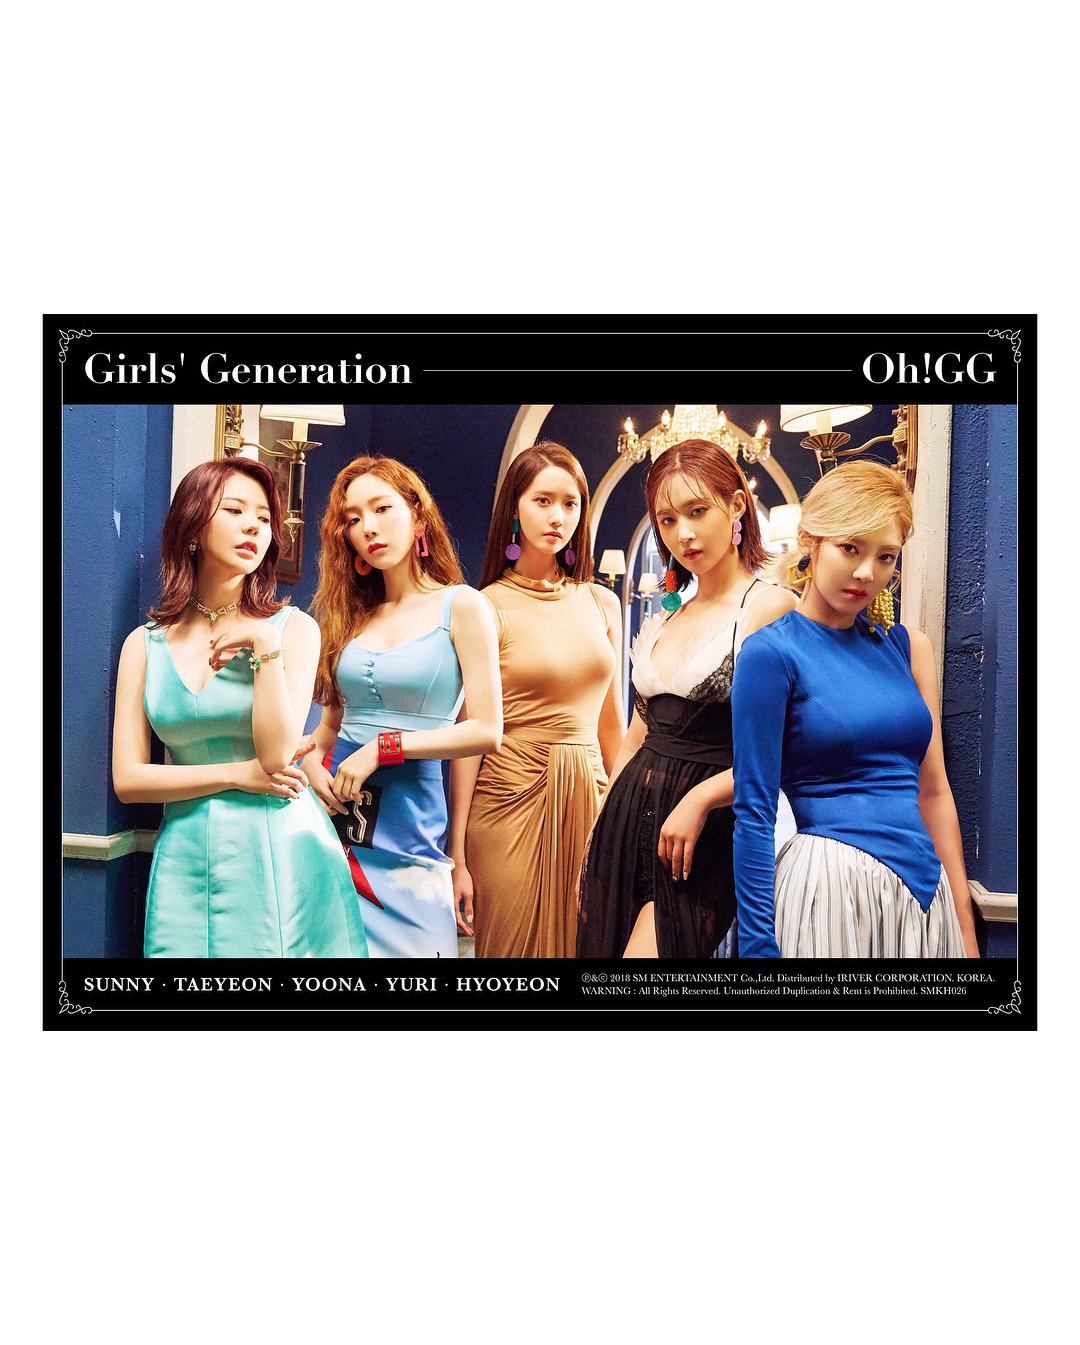 Girls' Generation Oh!GG
SUNNY · TAEYEON · YOONA · YURI · HYOYEON
Ⓟ&Ⓒ 2018 SM ENTERTAINMENT Co.,Ltd. Distributed by IRIVER CORPORATION. KOREA.
WARNING : All Rights Reserved. Unauthorized Duplication & Rent is Prohibited. SMKH026